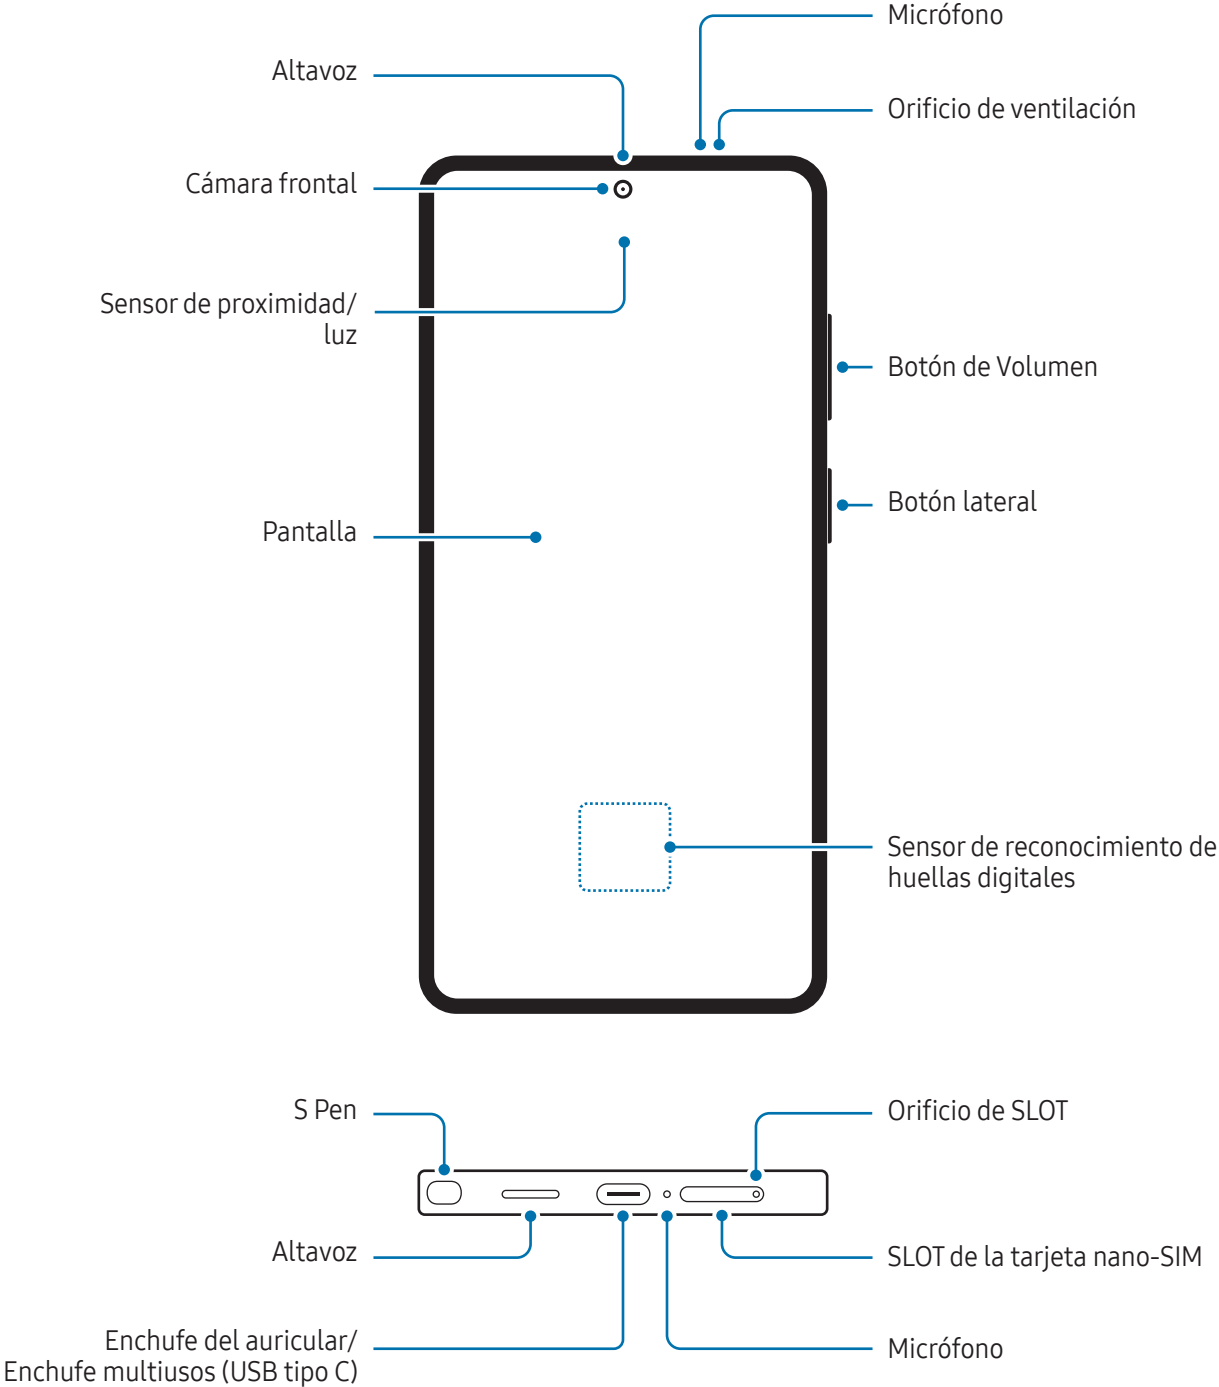 Micrófono
Altavoz
Orificio de ventilación
Cámara frontal
Sensor de proximidad/
luz
Botón de Volumen
Botón lateral
Pantalla
Sensor de reconocimiento de
huellas digitales
S Pen
Orificio de SLOT
Altavoz
SLOT de la tarjeta nano-SIM
Enchufe del auricular/
Enchufe multiusos (USB tipo C)
Micrófono